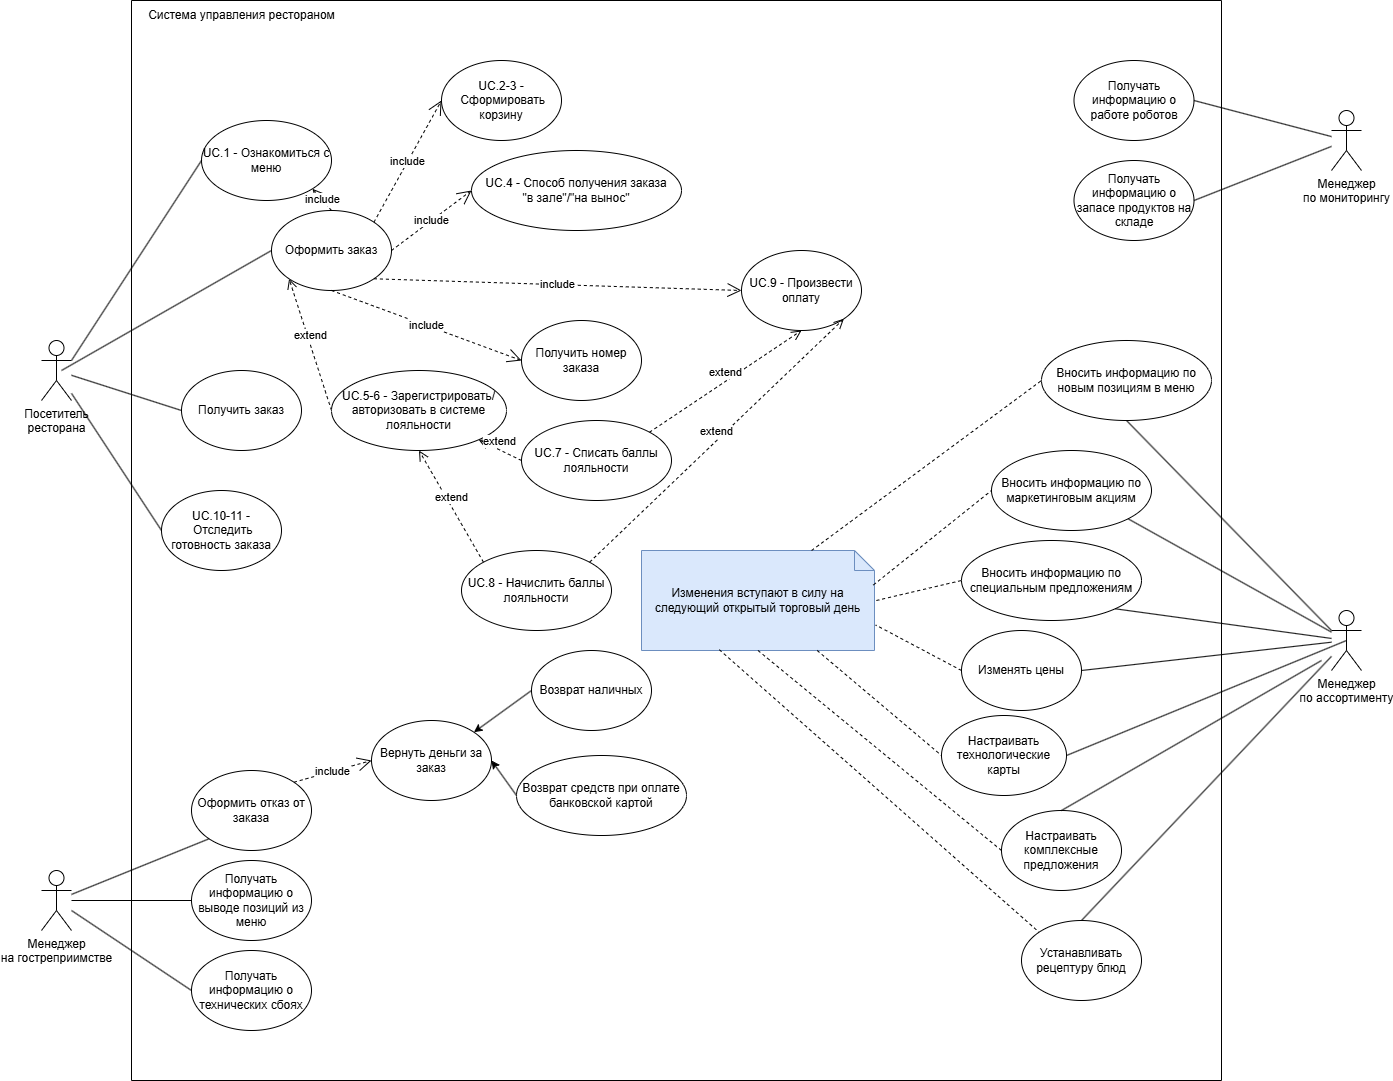 Система управления рестораном
UC.2-3 -
Сформировать
корзину
Получать
информацию о
работе роботов
UC.1 - Ознакомиться с
меню
include
include
UC.4 - Способ получения заказа
"в зале"/"на вынос"
include
Получать
информацию о
запасе продуктов на
складе
Менеджер
по мониторингу
Оформить заказ
include
UC.9 - Произвести
оплату
include
extend
Получить номер
заказа
extend
Вносить информацию по
новым позициям в меню
Посетитель
ресторана
Получить заказ
UC.5-6 - Зарегистрировать/
авторизовать в системе
лояльности
extend
extend
UC.7 - Списать баллы
лояльности
extend
Вносить информацию по
маркетинговым акциям
UC.10-11 -
Отследить
готовность заказа
UC.8 - Начислить баллы
лояльности
Изменения вступают в силу на
следующий открытый торговый день
Вносить информацию по
специальным предложениям
Изменять цены
Менеджер
по ассортименту
Возврат наличных
Вернуть деньги за
заказ
include
Возврат средств при оплате
банковской картой
Настраивать
технологические
карты
Оформить отказ от
заказа
Настраивать
комплексные
предложения
Получать
информацию о
выводе позиций из
меню
Менеджер
на гостреприимстве
Устанавливать
рецептуру блюд
Получать
информацию о
технических сбоях